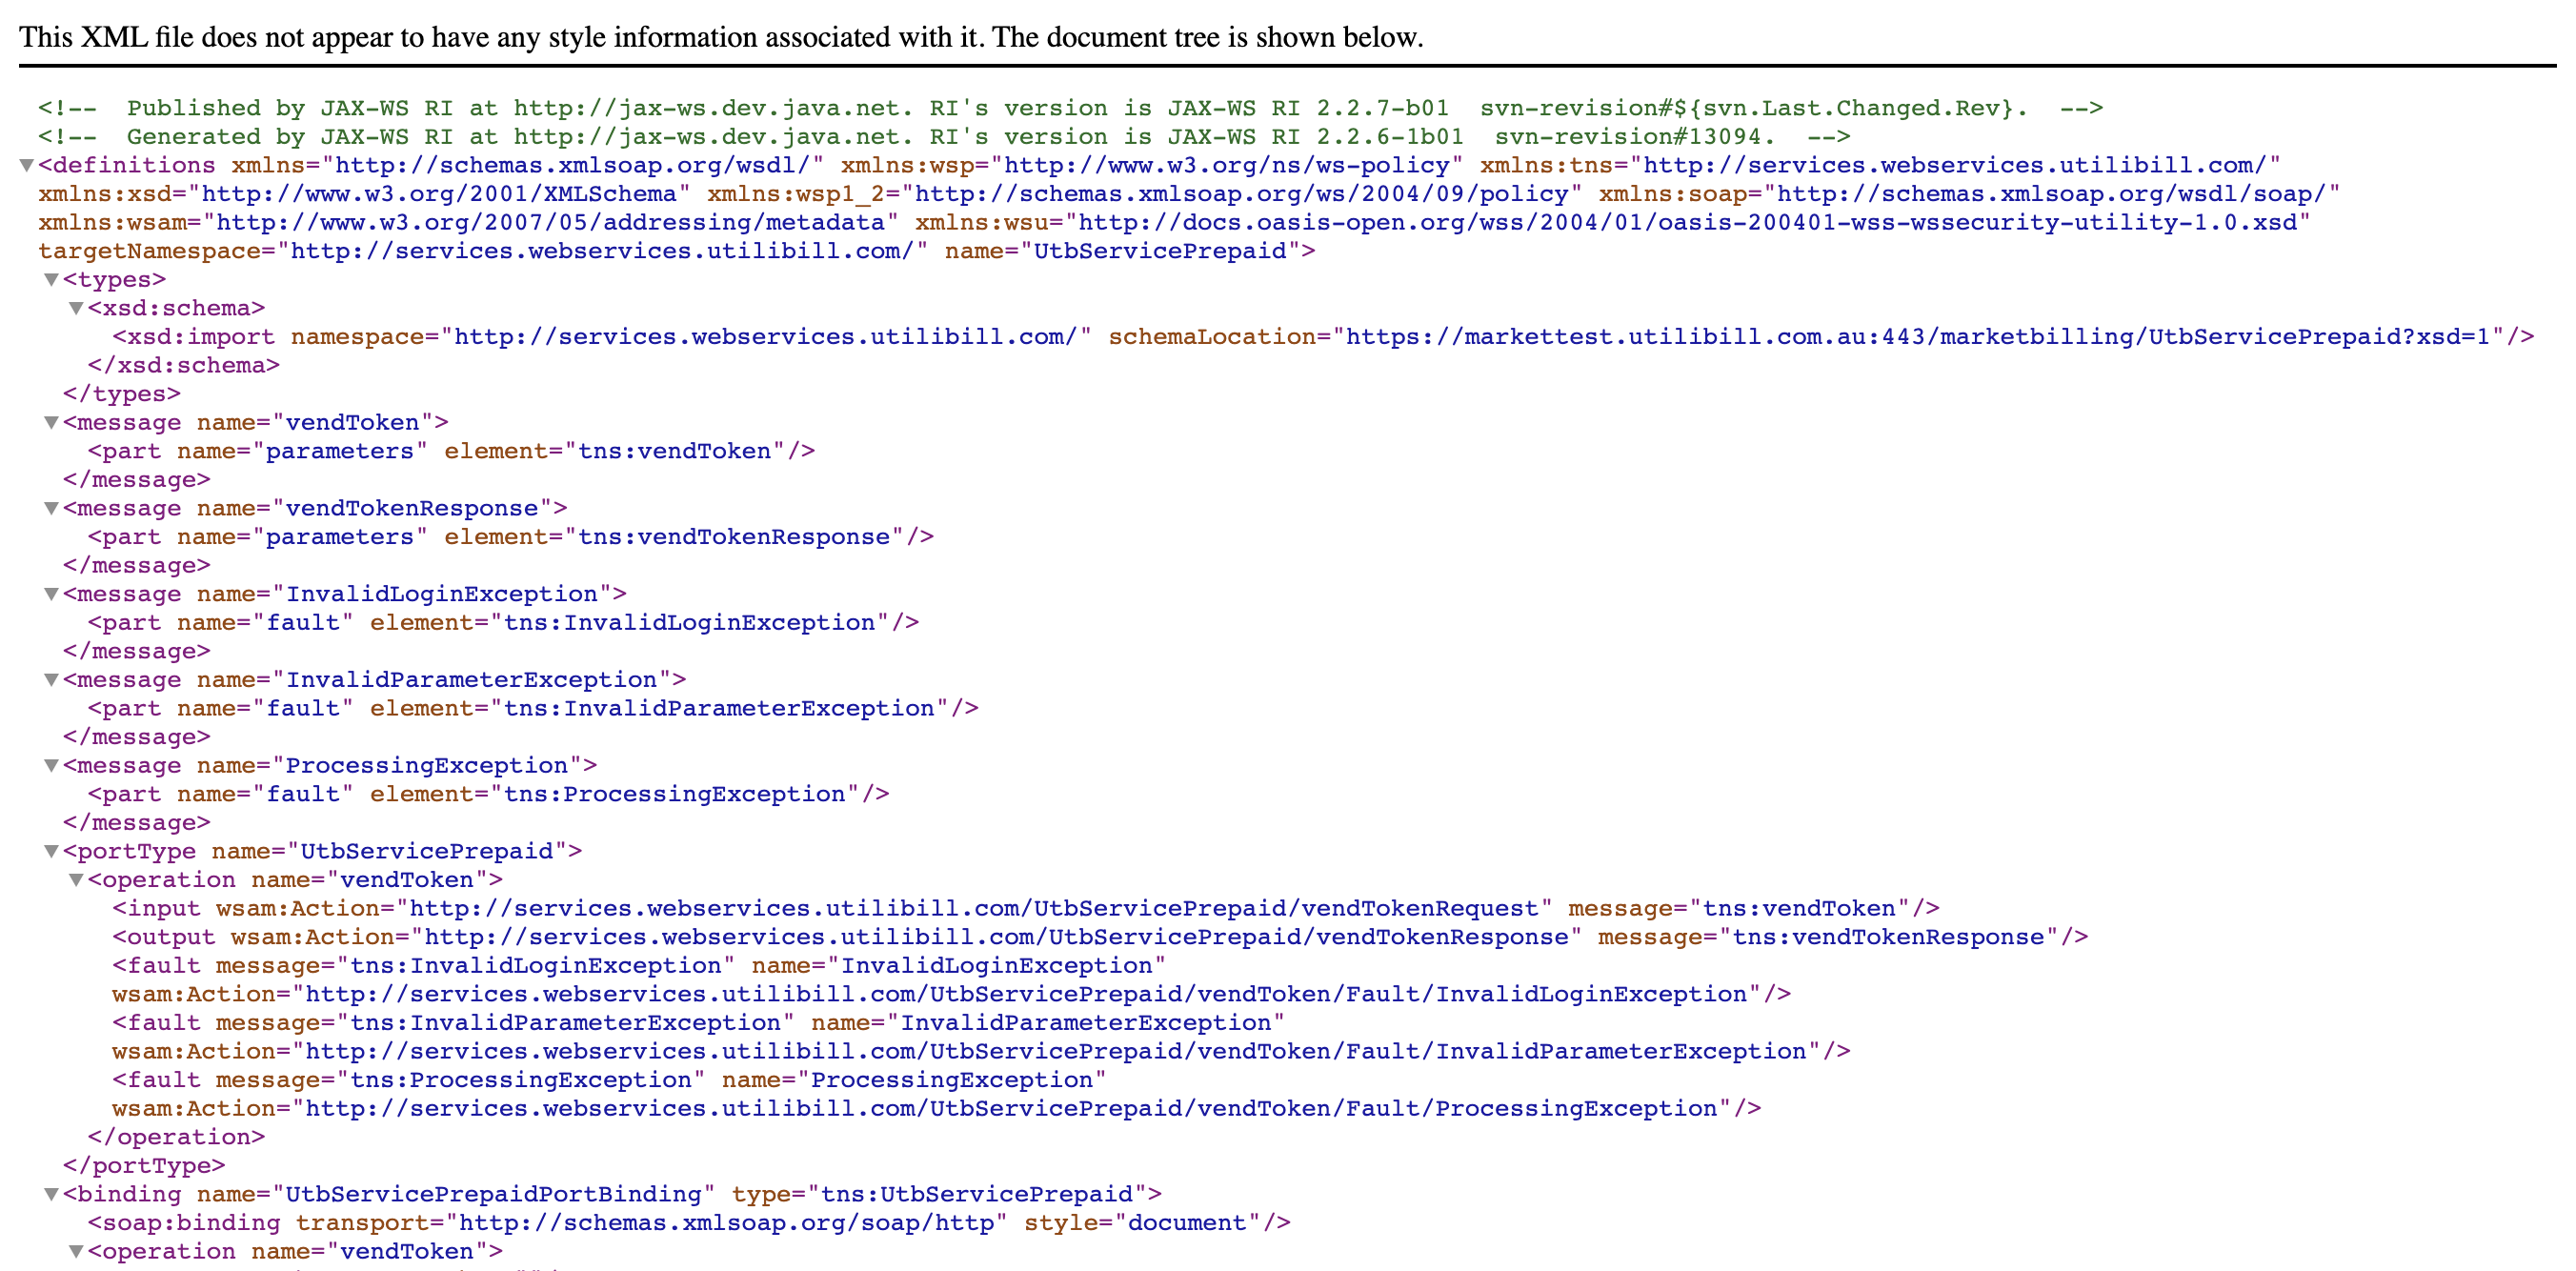 This XML file does not appear to have any style information associated with it. The document tree is shown below.
<!--  Published by JAX-WS RI at http://jax-ws.dev.java.net. RI's version is JAX-WS RI 2.2.7-b01  svn-revision#${svn.Last.Changed.Rev}.  -->
<!--  Generated by JAX-WS RI at http://jax-ws.dev.java.net. RI's version is JAX-WS RI 2.2.6-1b01  svn-revision#13094.  -->
▼<definitions xmlns="http://schemas.xmlsoap.org/wsdl/" xmlns:wsp="http://www.w3.org/ns/ws-policy" xmlns:tns="http://services.webservices.utilibill.com/"
xmlns:xsd="http://www.w3.org/2001/XMLSchema" xmlns:wsp1_2="http://schemas.xmlsoap.org/ws/2004/09/policy" xmlns:soap="http://schemas.xmlsoap.org/wsdl/soap/"
xmlns:wsam="http://www.w3.org/2007/05/addressing/metadata" xmlns:wsu="http://docs.oasis-open.org/wss/2004/01/oasis-200401-wss-wssecurity-utility-1.0.xsd"
targetNamespace="http://services.webservices.utilibill.com/" name="UtbServicePrepaid">
▼<types>
▼<xsd:schema>
<xsd:import namespace="http://services.webservices.utilibill.com/" schemaLocation="https://markettest.utilibill.com.au:443/marketbilling/UtbServicePrepaid?xsd=1"/>
</xsd:schema>
</types>
▼<message name="vendToken">
<part name="parameters" element="tns:vendToken"/>
</message>
▼<message name="vendTokenResponse">
<part name="parameters" element="tns:vendTokenResponse"/>
</message>
▼<message name="InvalidLoginException">
<part name="fault" element="tns:InvalidLoginException"/>
</message>
▼<message name="InvalidParameterException">
<part name="fault" element="tns:InvalidParameterException"/>
</message>
▼<message name="ProcessingException">
<part name="fault" element="tns:ProcessingException"/>
</message>
▼<portType name="UtbServicePrepaid">
▼<operation name="vendToken">
<input wsam:Action="http://services.webservices.utilibill.com/UtbServicePrepaid/vendTokenRequest" message="tns:vendToken"/>
<output wsam:Action="http://services.webservices.utilibill.com/UtbServicePrepaid/vendTokenResponse" message="tns:vendTokenResponse"/>
<fault message="tns:InvalidLoginException" name="InvalidLoginException"
wsam:Action="http://services.webservices.utilibill.com/UtbServicePrepaid/vendToken/Fault/InvalidLoginException"/>
<fault message="tns:InvalidParameterException" name="InvalidParameterException"
wsam:Action="http://services.webservices.utilibill.com/UtbServicePrepaid/vendToken/Fault/InvalidParameterException"/>
<fault message="tns:ProcessingException" name="ProcessingException"
wsam:Action="http://services.webservices.utilibill.com/UtbServicePrepaid/vendToken/Fault/ProcessingException"/>
</operation>
</portType>
▼<binding name="UtbServicePrepaidPortBinding" type="tns:UtbServicePrepaid">
<soap:binding transport="http://schemas.xmlsoap.org/soap/http" style="document"/>
▼<operation name="vendToken">